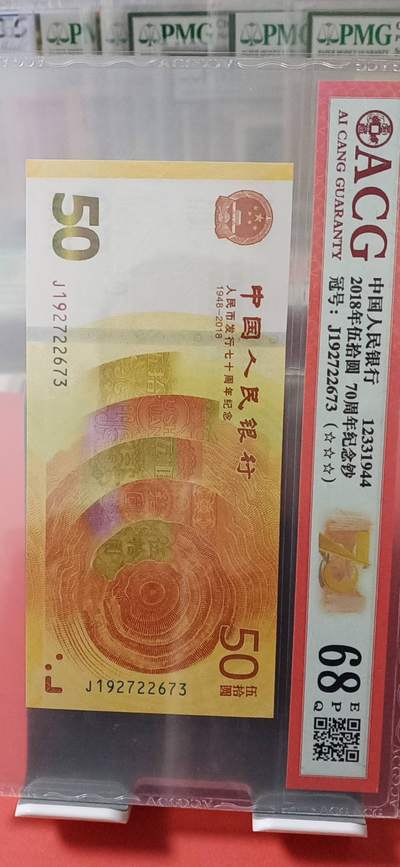 PMG
PMG
PMG
PMG
ACG
AI CANG GUARANTY
中国人民银行 12331944
2018年伍拾圆 70周年纪念钞
冠号：J192722673（☆☆☆）
68
E
P
Q
中国人民银行
人民币发行七十周年纪念
1948-2018
50
J192722673
50
伍拾圆
J192722673